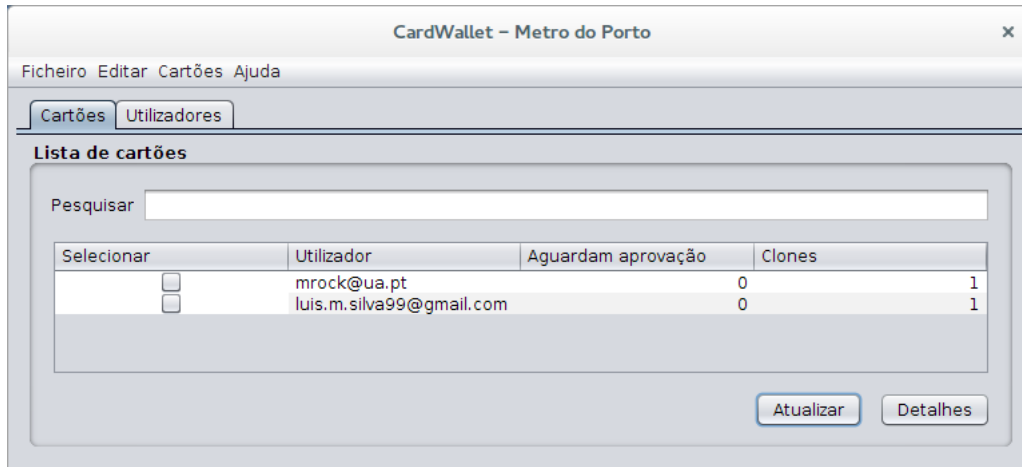 CardWallet – Metro do Porto ×
Ficheiro Editar Cartões Ajuda
Cartões Utilizadores
Lista de cartões
Pesquisar
Selecionar Utilizador Aguardam aprovação Clones
mrock@ua.pt 0 1
luis.m.silva99@gmail.com 0 1
Atualizar Detalhes